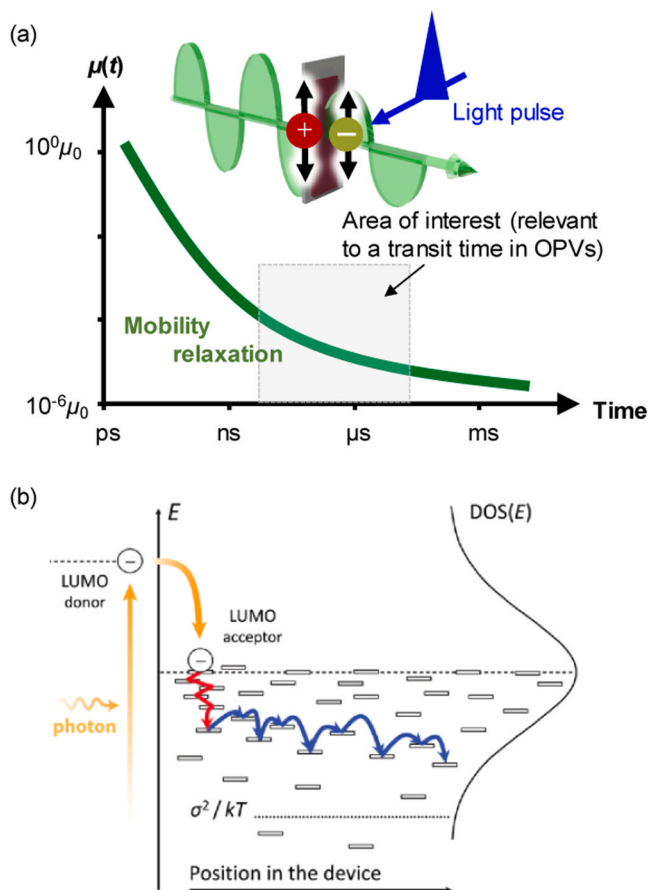 (a)
μ(t)
10⁰μ₀
+
−
Light pulse
Area of interest (relevant
to a transit time in OPVs)
Mobility
relaxation
10⁻⁶μ₀
Time
ps
ns
μs
ms
(b)
E
DOS(E)
−
LUMO
donor
LUMO
acceptor
−
photon
σ² / kT
Position in the device